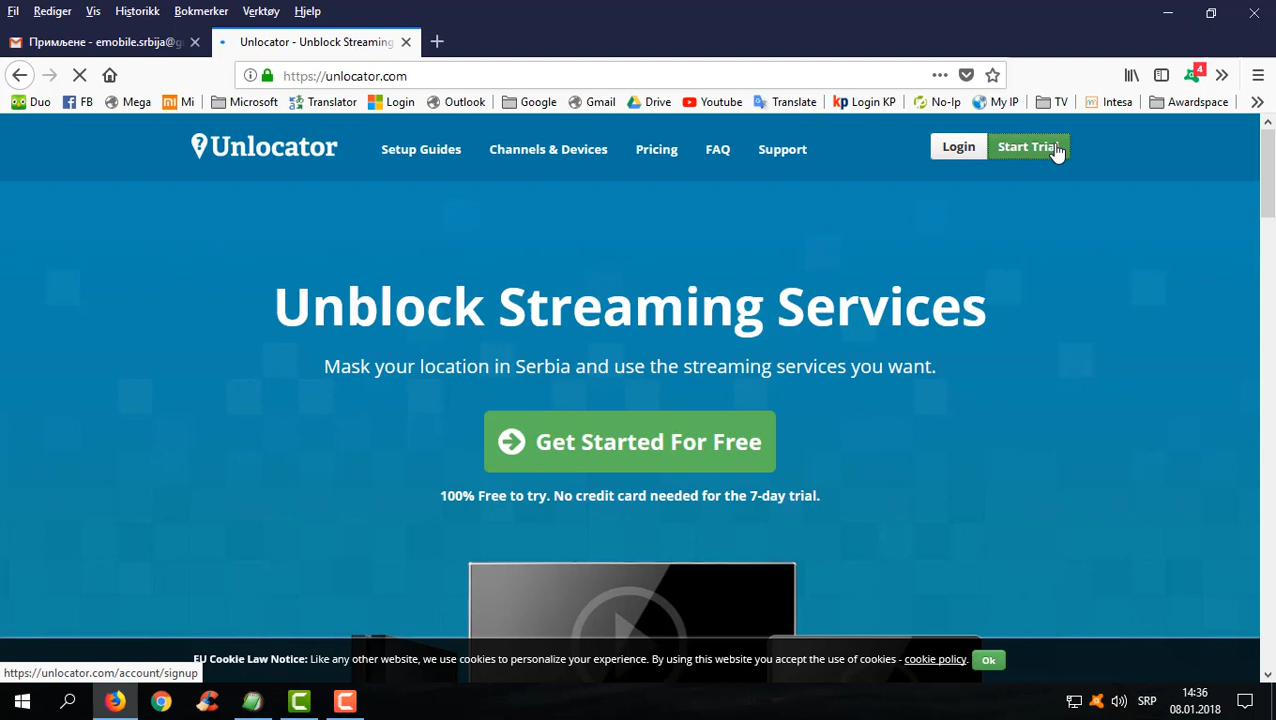 Fil Rediger Vis Historikk Bokmerker Verktøy Hjelp
Примљене - emobile.srbija@g
Unlocator - Unblock Streaming
https://unlocator.com
4
Duo FB Mega Mi Microsoft Translator Login Outlook Google Gmail Drive Youtube Translate Login KP No-Ip My IP TV Intesa Awardspace
Unlocator
Setup Guides Channels & Devices Pricing FAQ Support
Login Start Trial
Unblock Streaming Services
Mask your location in Serbia and use the streaming services you want.
Get Started For Free
100% Free to try. No credit card needed for the 7-day trial.
EU Cookie Law Notice: Like any other website, we use cookies to personalize your experience. By using this website you accept the use of cookies - cookie policy. Ok
https://unlocator.com/account/signup
SRP
14:36
08.01.2018